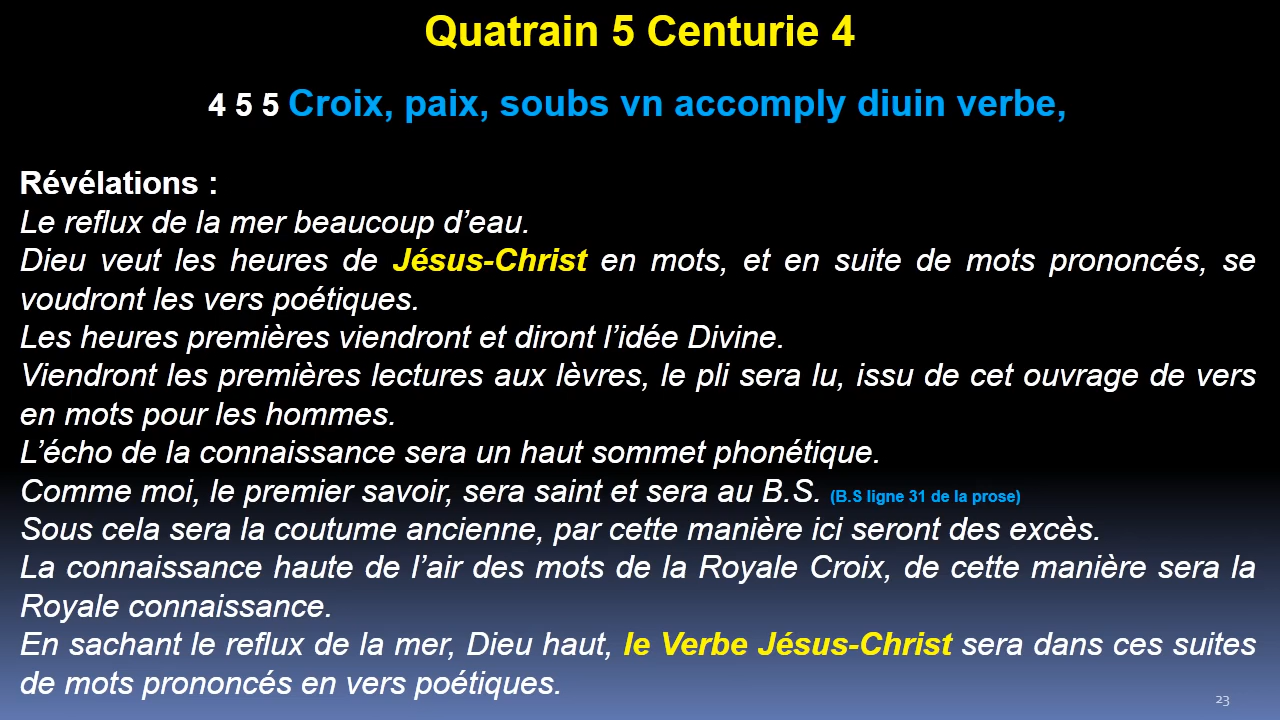 Quatrain 5 Centurie 4
4 5 5 Croix, paix, soubs vn accomply diuin verbe,
Révélations :
Le reflux de la mer beaucoup d’eau.
Dieu veut les heures de Jésus-Christ en mots, et en suite de mots prononcés, se
voudront les vers poétiques.
Les heures premières viendront et diront l’idée Divine.
Viendront les premières lectures aux lèvres, le pli sera lu, issu de cet ouvrage de vers
en mots pour les hommes.
L’écho de la connaissance sera un haut sommet phonétique.
Comme moi, le premier savoir, sera saint et sera au B.S. (B.S ligne 31 de la prose)
Sous cela sera la coutume ancienne, par cette manière ici seront des excès.
La connaissance haute de l’air des mots de la Royale Croix, de cette manière sera la
Royale connaissance.
En sachant le reflux de la mer, Dieu haut, le Verbe Jésus-Christ sera dans ces suites
de mots prononcés en vers poétiques.
23